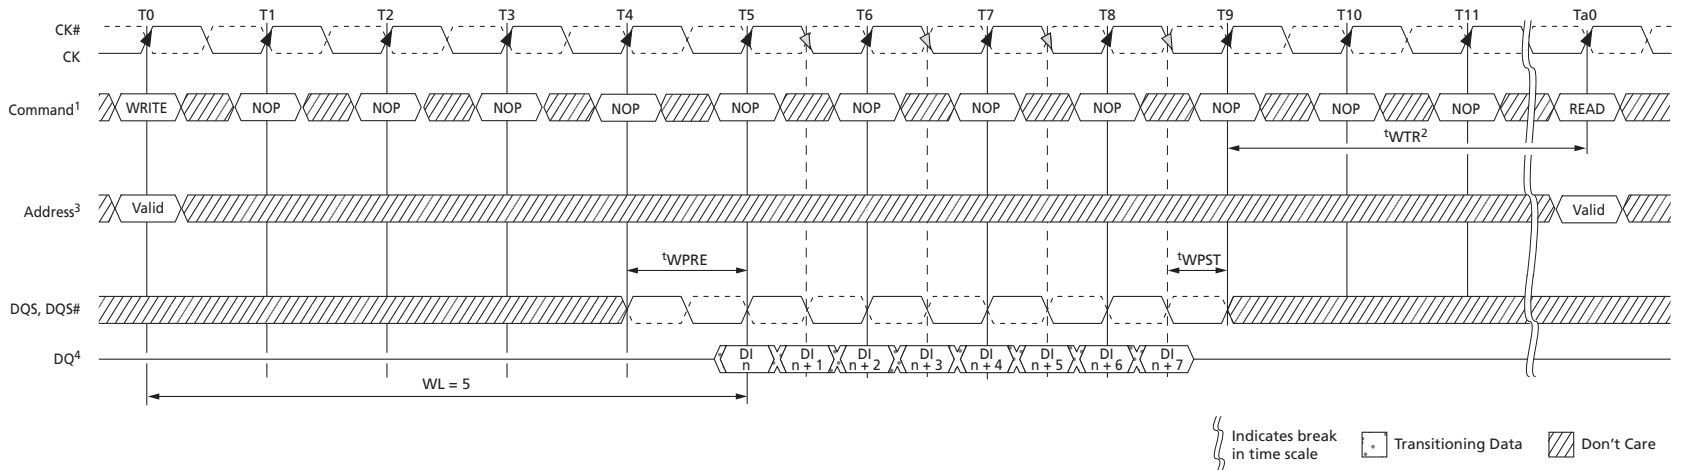 T0 T1 T2 T3 T4 T5 T6 T7 T8 T9 T10 T11 Ta0
CK#
CK
Command¹ WRITE NOP NOP NOP NOP NOP NOP NOP NOP NOP NOP NOP READ
tWTR²
Address³ Valid Valid
tWPRE tWPST
DQS, DQS#
DQ⁴ DI n DI n + 1 DI n + 2 DI n + 3 DI n + 4 DI n + 5 DI n + 6 DI n + 7
WL = 5
Indicates break
in time scale
Transitioning Data
Don't Care